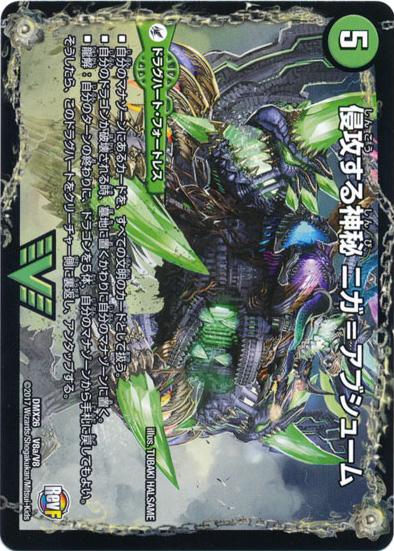 5
侵攻する神秘 ニガ=アブシューム
しんこう しんぴ
illus. TUBAKI HALSAME
ドラグハート・フォートレス
■ 自分のマナゾーンにあるカードを、すべての文明のカードとして扱う。
■ 自分のドラゴンが破壊される時、墓地に置くかわりに自分のマナゾーンに置く。
■ 龍解:自分のターンの終わりに、ドラゴンを5体、自分のマナゾーンから手札に戻してもよい。
そうしたら、このドラグハートをクリーチャー側に裏返し、アンタップする。
DMX26 V8a/V8
©2017 Wizards/Shogakukan/Mitsui-Kids
RevF